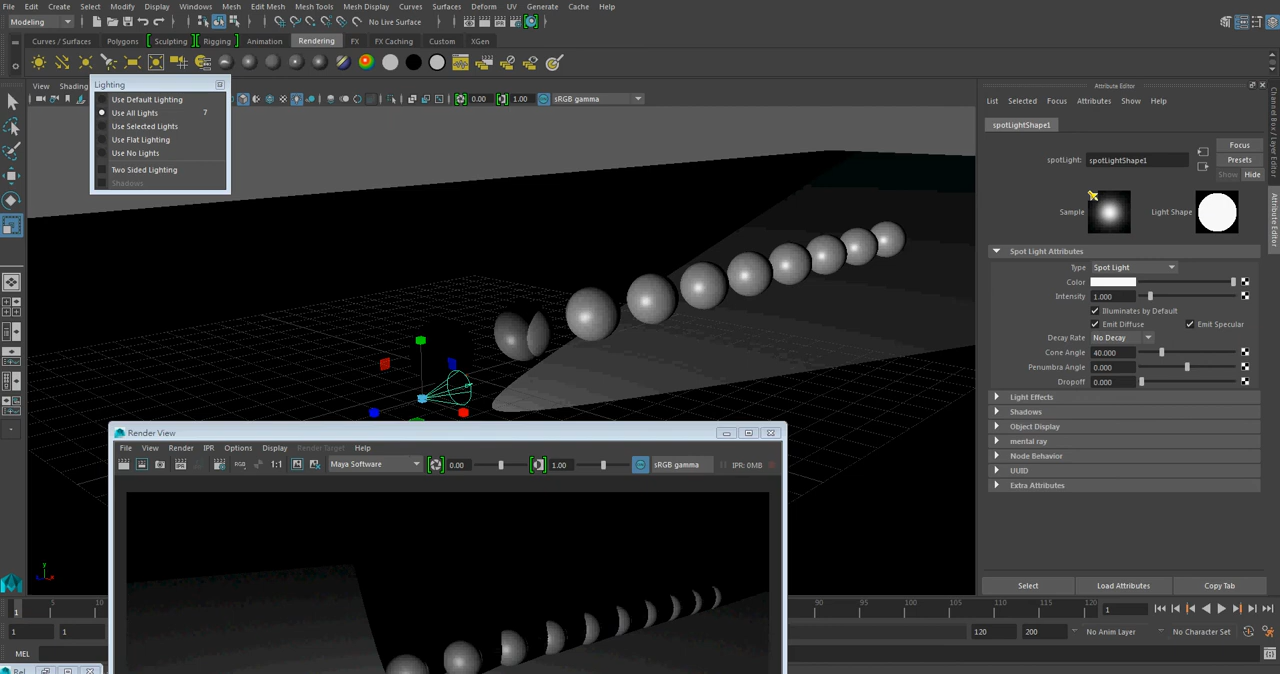 File Edit Create Select Modify Display Windows Mesh Edit Mesh Mesh Tools Mesh Display Curves Surfaces Deform UV Generate Cache Help
Modeling No Live Surface
Curves / Surfaces Polygons Sculpting Rigging Animation Rendering FX FX Caching Custom XGen
Lighting
View Shading
Use Default Lighting
Use All Lights 7
Use Selected Lights
Use Flat Lighting
Use No Lights
Two Sided Lighting
Shadows
0.00 1.00 sRGB gamma
Attribute Editor
List Selected Focus Attributes Show Help
spotLightShape1
Focus
spotLight: spotLightShape1 Presets
Show Hide
Sample Light Shape
Spot Light Attributes
Type Spot Light
Color
Intensity 1.000
Illuminates by Default
Emit Diffuse Emit Specular
Decay Rate No Decay
Cone Angle 40.000
Penumbra Angle 0.000
Dropoff 0.000
Light Effects
Shadows
Object Display
mental ray
Node Behavior
UUID
Extra Attributes
Select Load Attributes Copy Tab
Channel Box / Layer Editor
Attribute Editor
Render View
File View Render IPR Options Display Render Target Help
RGB 1:1 Maya Software 0.00 1.00 sRGB gamma IPR: 0MB
y
1 5 10 90 95 100 105 110 115 120 1
1 1 120 200 No Anim Layer No Character Set
MEL